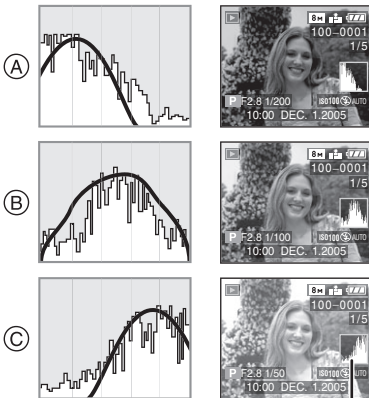 A
8M
100-0001
1/5
P F2.8 1/200 ISO100 AUTO
10:00 DEC. 1.2005
B
8M
100-0001
1/5
P F2.8 1/100 ISO100 AUTO
10:00 DEC. 1.2005
C
8M
100-0001
1/5
P F2.8 1/50 ISO100 AUTO
10:00 DEC. 1.2005